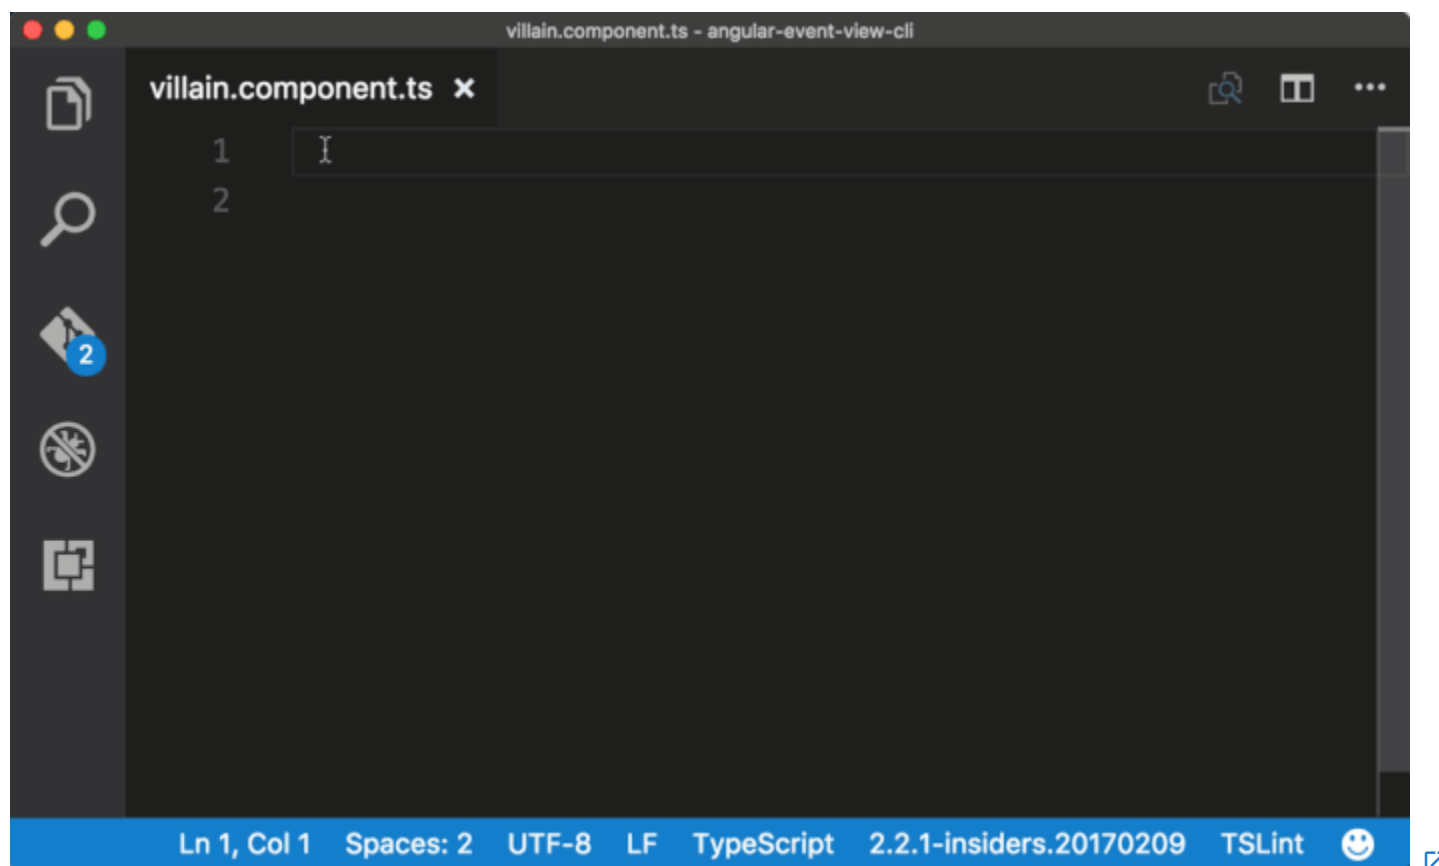 villain.component.ts - angular-event-view-cli
villain.component.ts
1
2
2
Ln 1, Col 1 Spaces: 2 UTF-8 LF TypeScript 2.2.1-insiders.20170209 TSLint